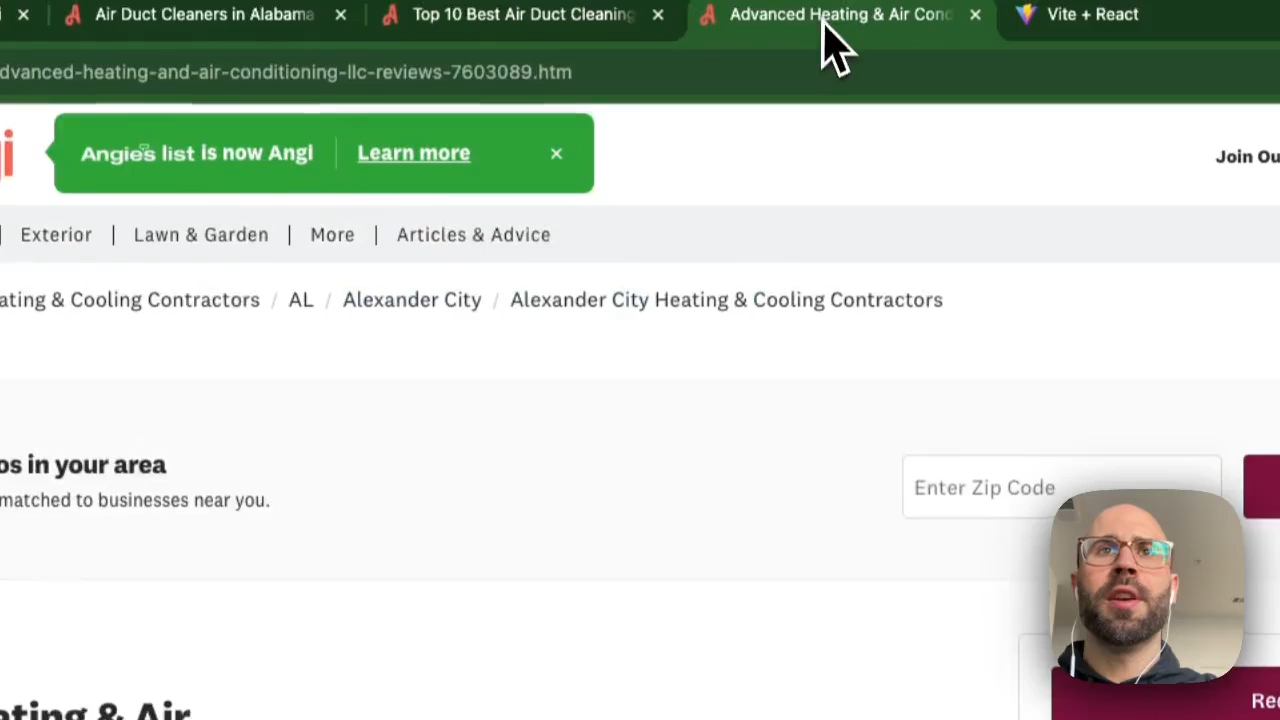 Air Duct Cleaners in Alabama
Top 10 Best Air Duct Cleaning
Advanced Heating & Air Cond
Vite + React
dvanced-heating-and-air-conditioning-llc-reviews-7603089.htm
Angie's list is now Angi
Learn more
Join Ou
Exterior | Lawn & Garden | More | Articles & Advice
ating & Cooling Contractors / AL / Alexander City / Alexander City Heating & Cooling Contractors
os in your area
matched to businesses near you.
Enter Zip Code
ating & Air
Re